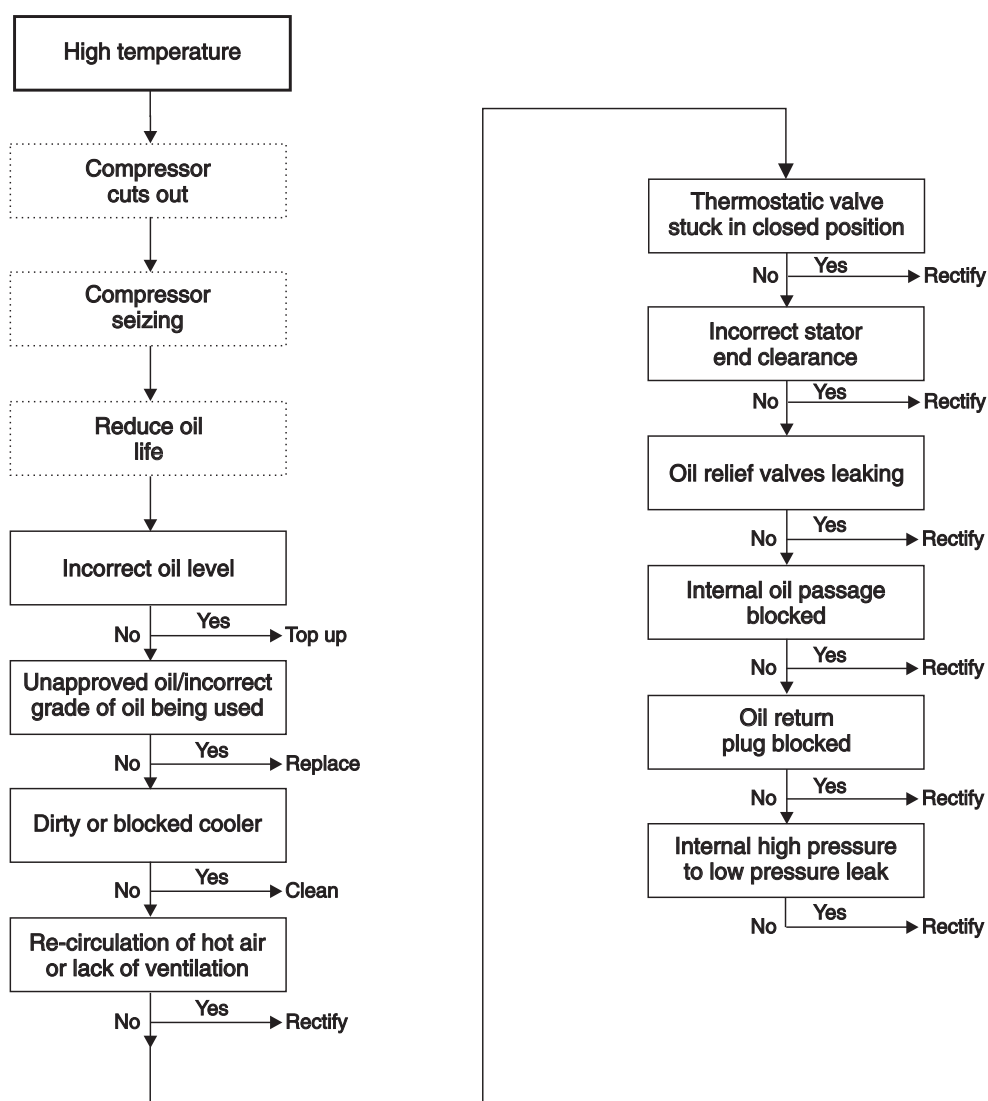 High temperature
Compressor
cuts out
Compressor
seizing
Reduce oil
life
Incorrect oil level
No
Yes
Top up
Unapproved oil/incorrect
grade of oil being used
No
Yes
Replace
Dirty or blocked cooler
No
Yes
Clean
Re-circulation of hot air
or lack of ventilation
No
Yes
Rectify
Thermostatic valve
stuck in closed position
No
Yes
Rectify
Incorrect stator
end clearance
No
Yes
Rectify
Oil relief valves leaking
No
Yes
Rectify
Internal oil passage
blocked
No
Yes
Rectify
Oil return
plug blocked
No
Yes
Rectify
Internal high pressure
to low pressure leak
No
Yes
Rectify